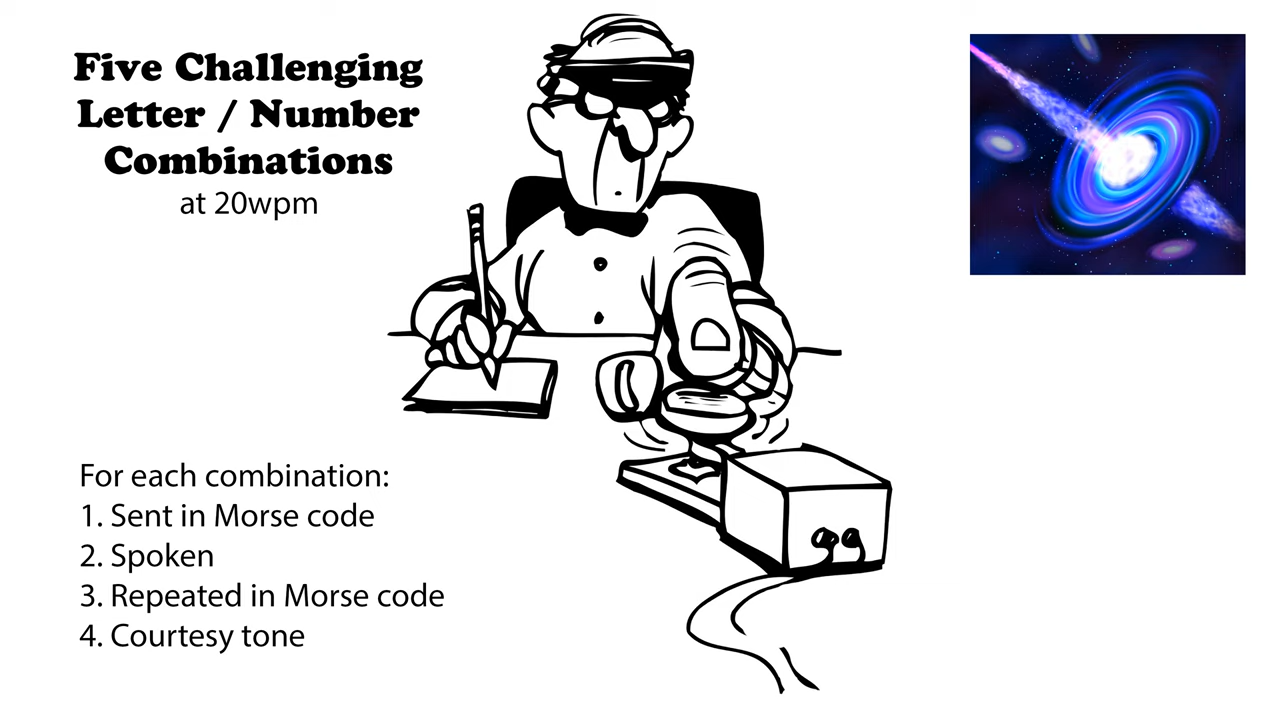 Five Challenging
Letter / Number
Combinations
at 20wpm
For each combination:
1. Sent in Morse code
2. Spoken
3. Repeated in Morse code
4. Courtesy tone